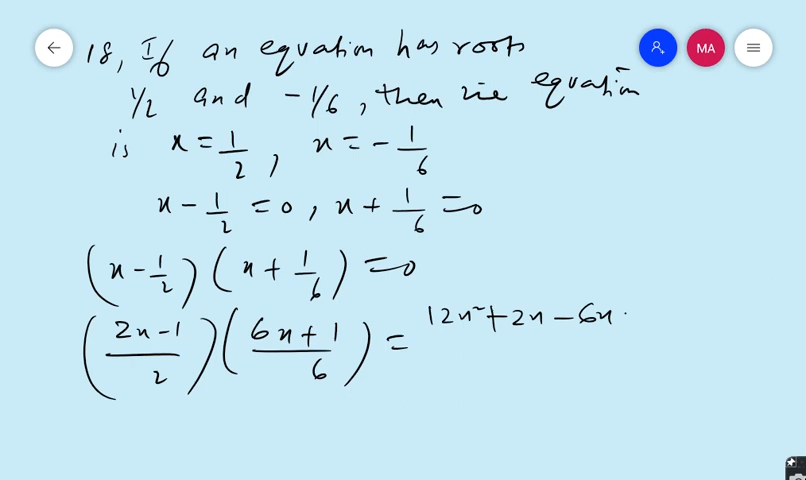 MA
18, If an equation has roots
1/2 and -1/6, then the equation
is x = 1/2, x = - 1/6
x - 1/2 = 0, x + 1/6 = 0
(x - 1/2) (x + 1/6) = 0
((2x - 1)/2) ((6x + 1)/6) = 12x² + 2x - 6x